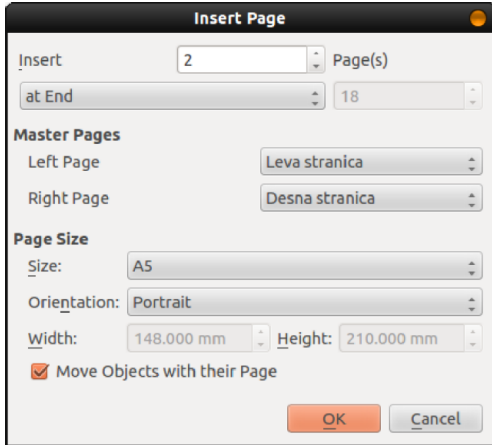 Insert Page
Insert 2 Page(s)
at End 18
Master Pages
Left Page Leva stranica
Right Page Desna stranica
Page Size
Size: A5
Orientation: Portrait
Width: 148.000 mm Height: 210.000 mm
Move Objects with their Page
OK Cancel